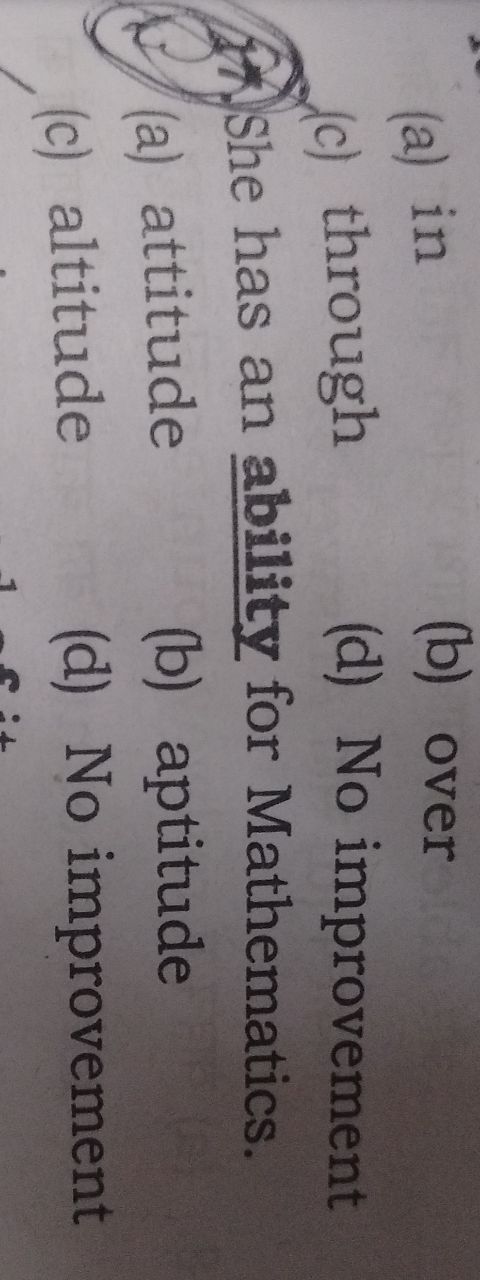 (a) in (b) over
(c) through (d) No improvement
She has an ability for Mathematics.
(a) attitude (b) aptitude
(c) altitude (d) No improvement